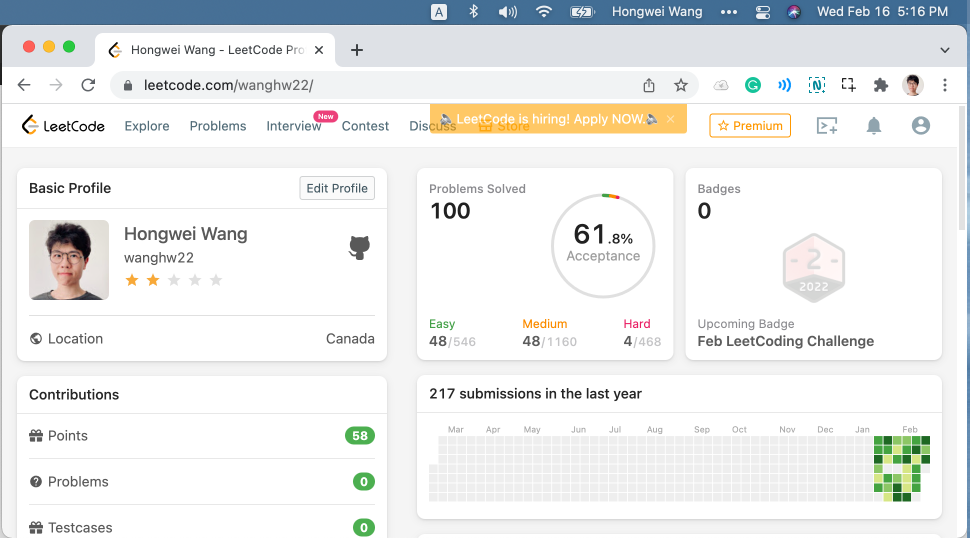 A Hongwei Wang ••• Wed Feb 16 5:16 PM
Hongwei Wang - LeetCode Pro
leetcode.com/wanghw22/
LeetCode Explore Problems Interview New Contest Discuss Store Premium
LeetCode is hiring! Apply NOW. ×
Basic Profile
Edit Profile
Hongwei Wang
wanghw22
Location
Canada
Contributions
Points
58
Problems
0
Testcases
0
Problems Solved
100
61.8%
Acceptance
Easy
48/546
Medium
48/1160
Hard
4/468
Badges
0
2
2022
Upcoming Badge
Feb LeetCoding Challenge
217 submissions in the last year
Mar Apr May Jun Jul Aug Sep Oct Nov Dec Jan Feb